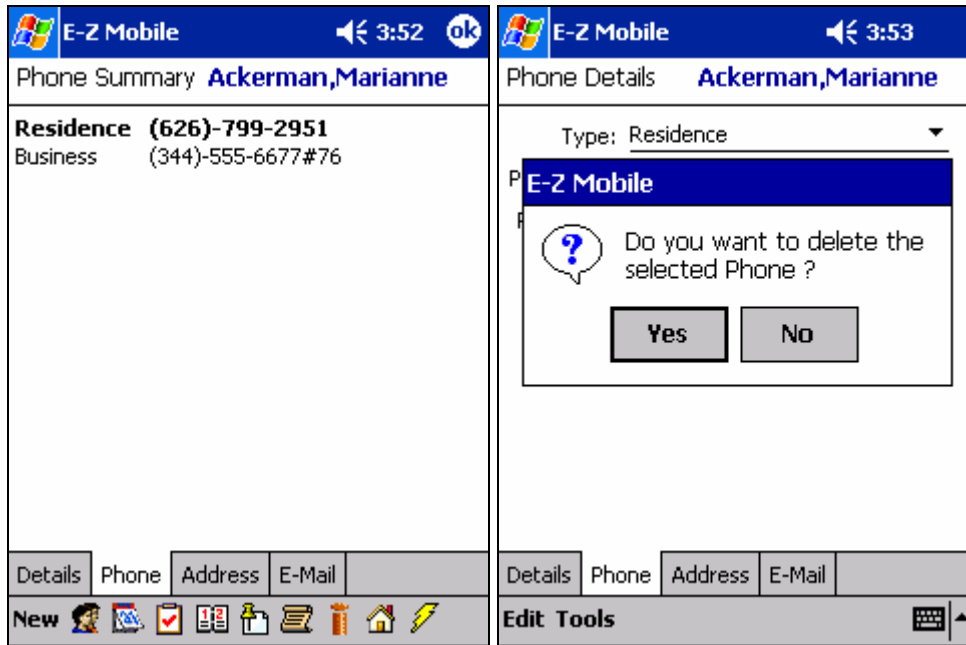 E-Z Mobile 3:52 ok
Phone Summary Ackerman,Marianne
Residence (626)-799-2951
Business (344)-555-6677#76
Details Phone Address E-Mail
New
E-Z Mobile 3:53
Phone Details Ackerman,Marianne
Type: Residence
P
E-Z Mobile
Do you want to delete the
selected Phone ?
Yes No
Details Phone Address E-Mail
Edit Tools